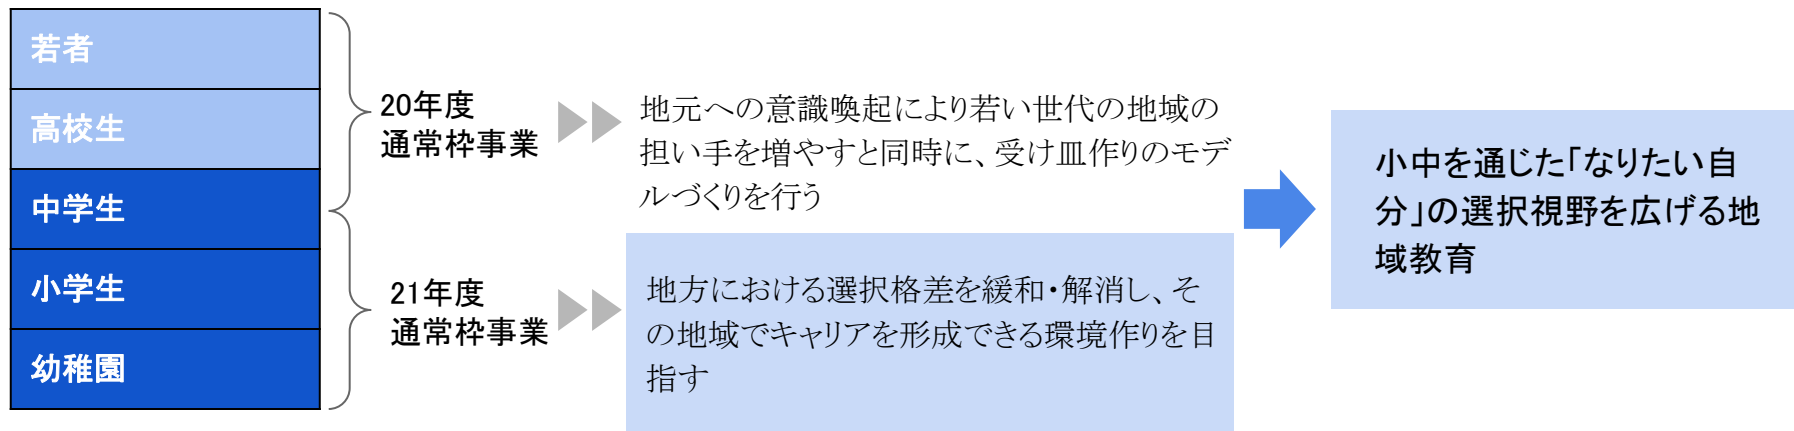 若者
高校生
中学生
小学生
幼稚園
20年度
通常枠事業
地元への意識喚起により若い世代の地域の
担い手を増やすと同時に、受け皿作りのモデ
ルづくりを行う
21年度
通常枠事業
地方における選択格差を緩和・解消し、そ
の地域でキャリアを形成できる環境作りを目
指す
小中を通じた「なりたい自
分」の選択視野を広げる地
域教育